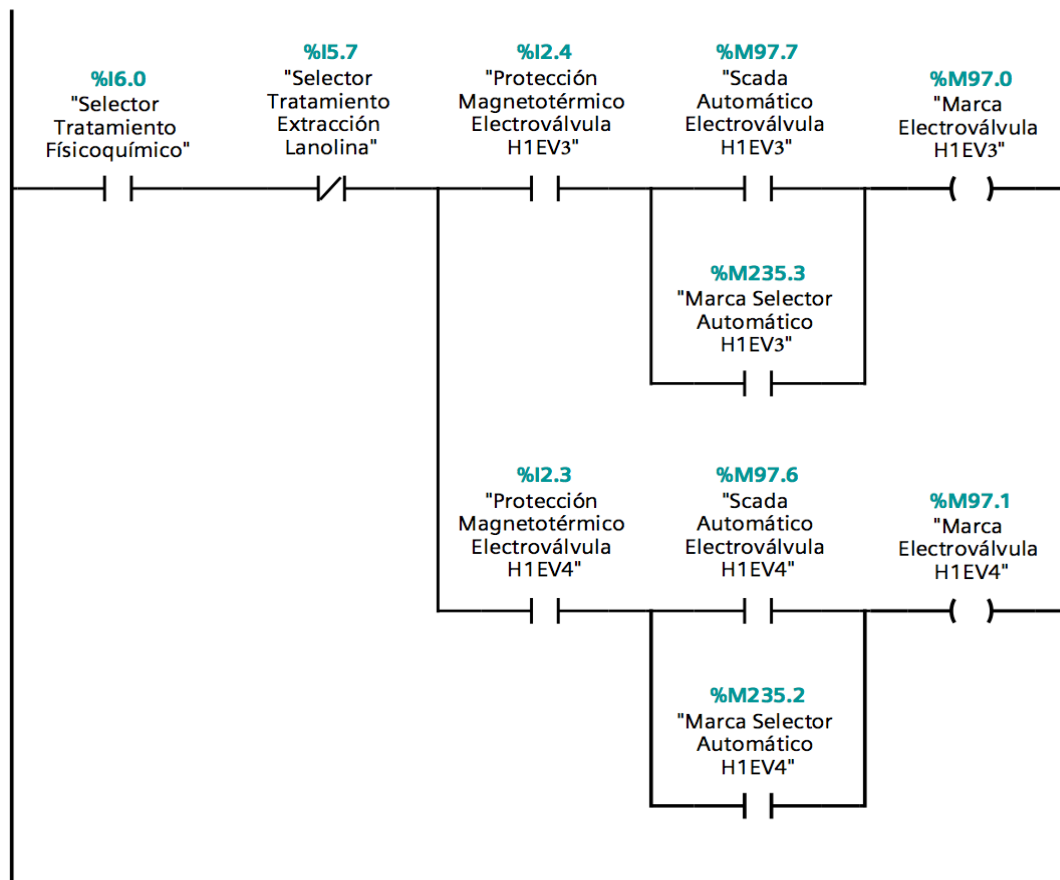 %I6.0
"Selector
Tratamiento
Físicoquímico"
%I5.7
"Selector
Tratamiento
Extracción
Lanolina"
%I2.4
"Protección
Magnetotérmico
Electroválvula
H1EV3"
%M97.7
"Scada
Automático
Electroválvula
H1EV3"
%M97.0
"Marca
Electroválvula
H1EV3"
%M235.3
"Marca Selector
Automático
H1EV3"
%I2.3
"Protección
Magnetotérmico
Electroválvula
H1EV4"
%M97.6
"Scada
Automático
Electroválvula
H1EV4"
%M97.1
"Marca
Electroválvula
H1EV4"
%M235.2
"Marca Selector
Automático
H1EV4"